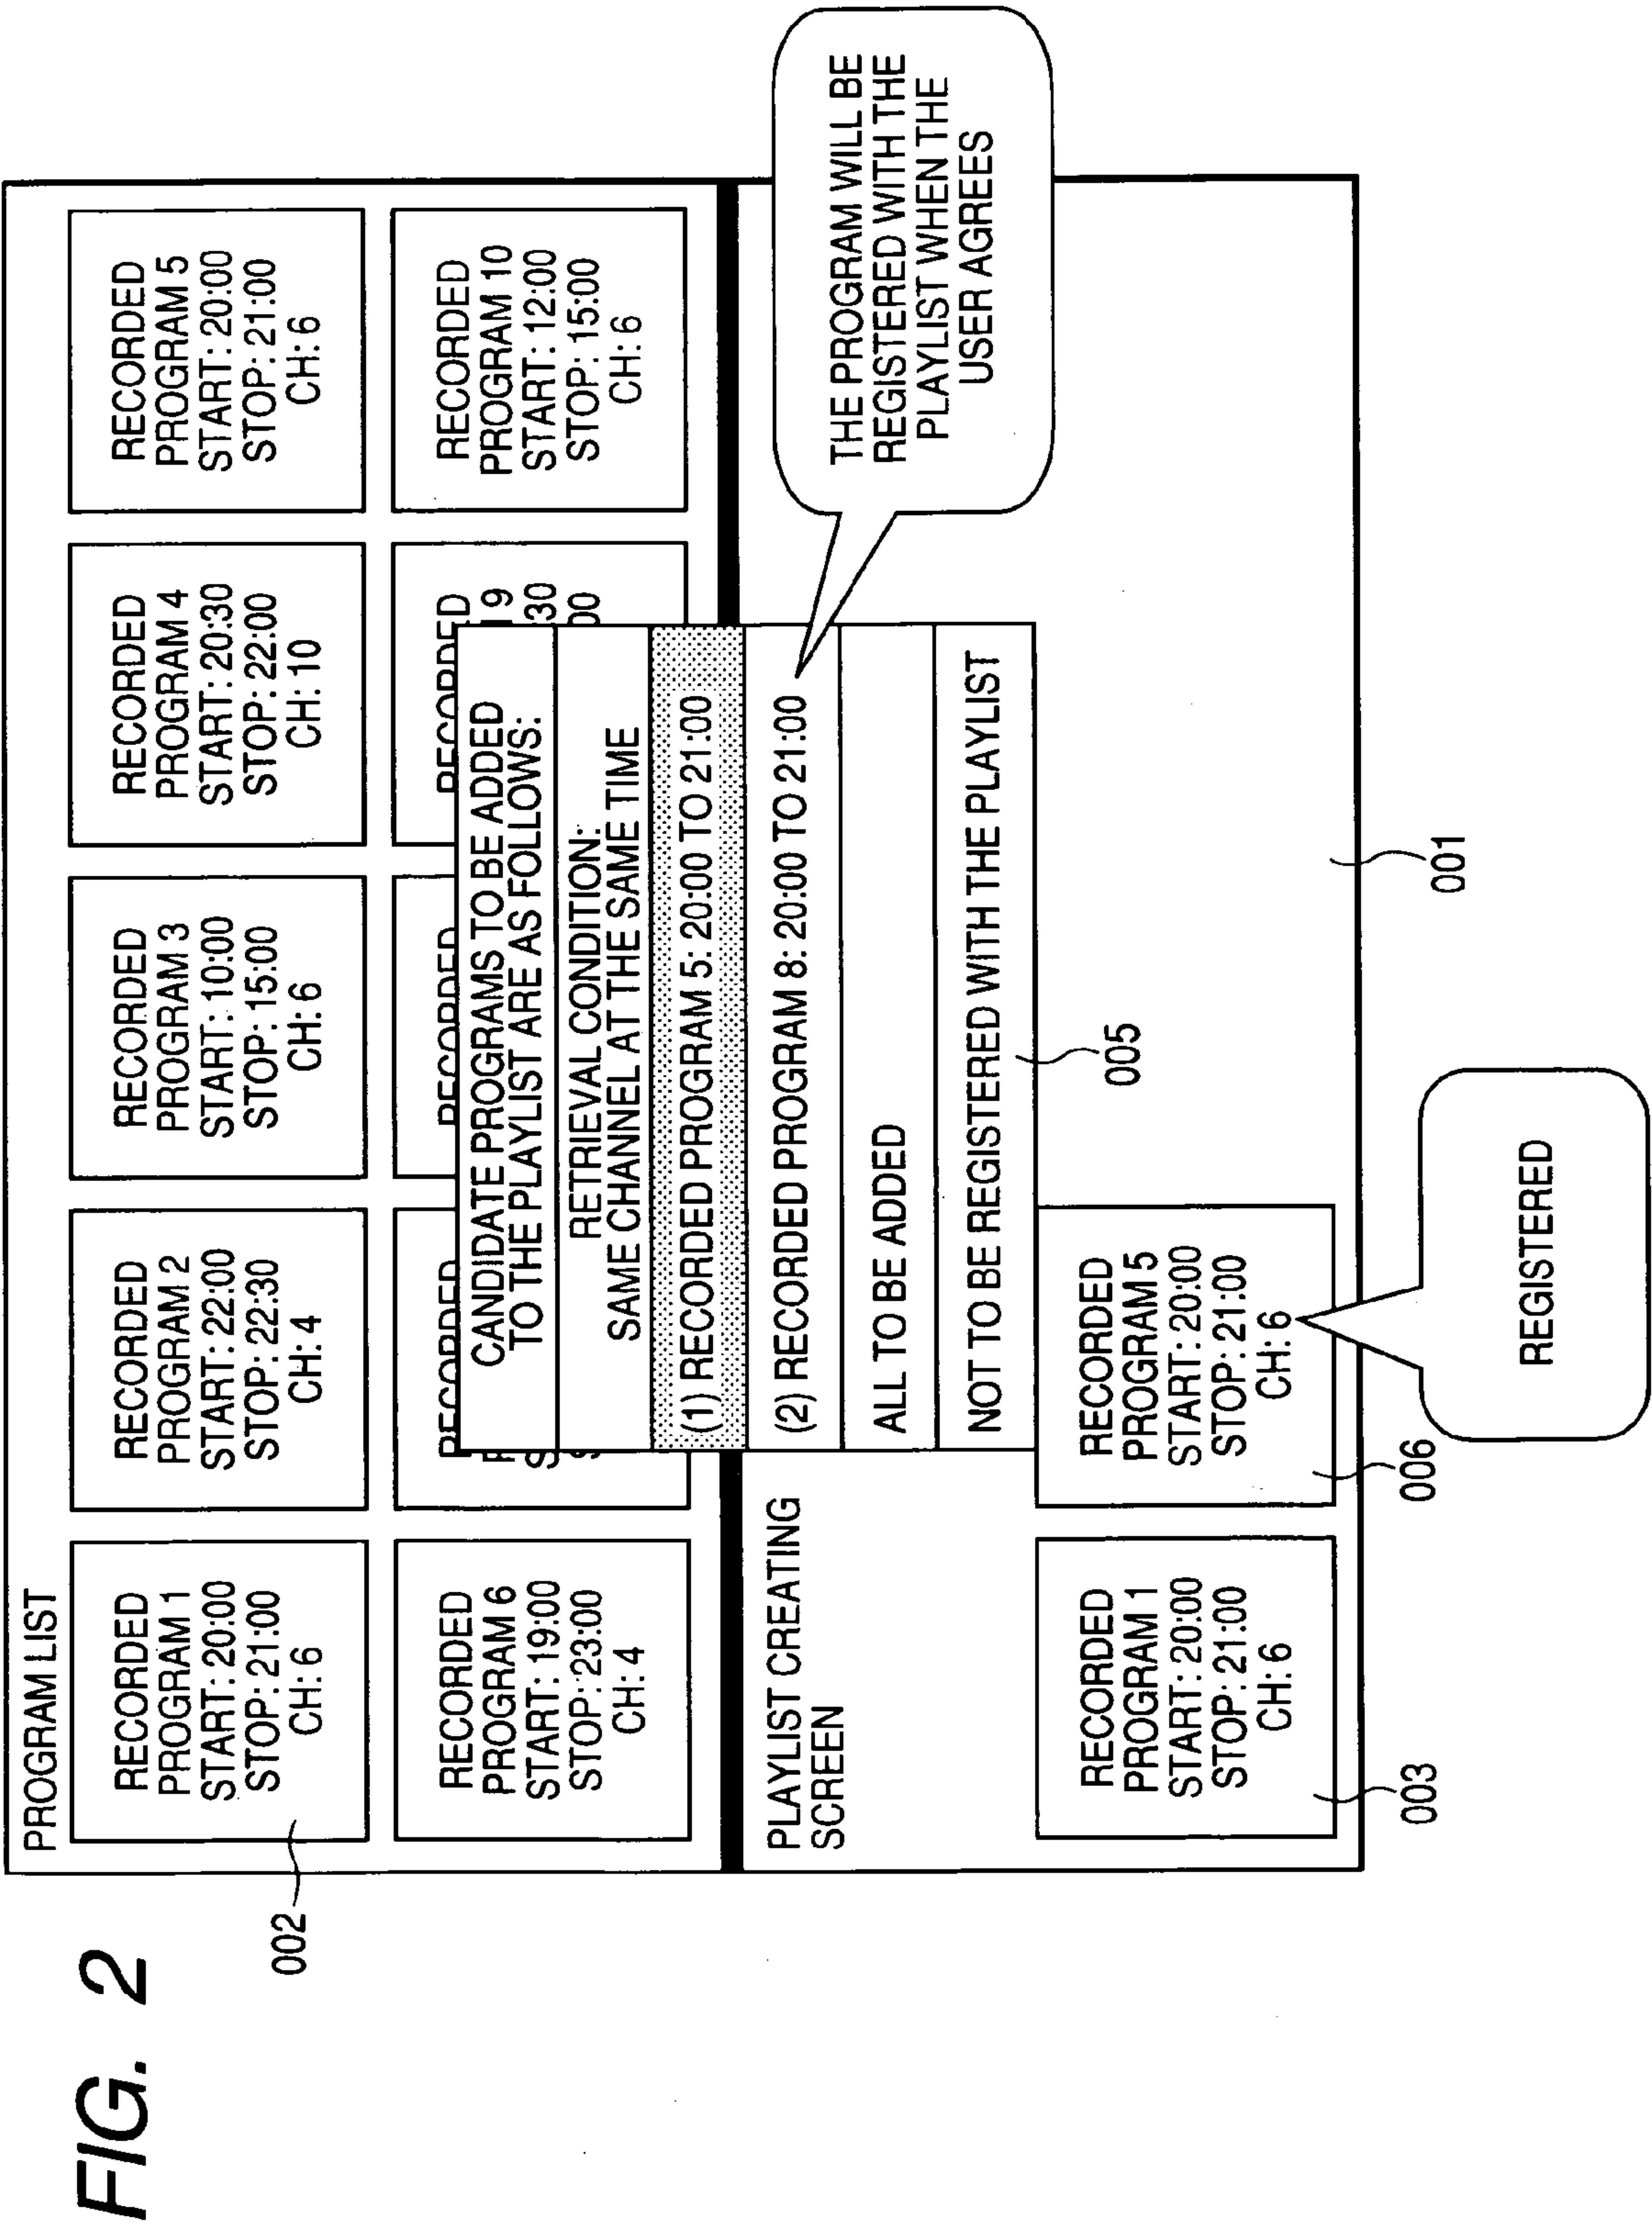 FIG. 2
PROGRAM LIST
RECORDED
PROGRAM 1
START: 20:00
STOP: 21:00
CH: 6
RECORDED
PROGRAM 2
START: 22:00
STOP: 22:30
CH: 4
RECORDED
PROGRAM 3
START: 10:00
STOP: 15:00
CH: 6
RECORDED
PROGRAM 4
START: 20:30
STOP: 22:00
CH: 10
RECORDED
PROGRAM 5
START: 20:00
STOP: 21:00
CH: 6
002
RECORDED
PROGRAM 6
START: 19:00
STOP: 23:00
CH: 4
RECORDED
RECORDED
RECORDED
9
30
00
RECORDED
PROGRAM 10
START: 12:00
STOP: 15:00
CH: 6
CANDIDATE PROGRAMS TO BE ADDED
TO THE PLAYLIST ARE AS FOLLOWS:
RETRIEVAL CONDITION:
SAME CHANNEL AT THE SAME TIME
(1) RECORDED PROGRAM 5: 20:00 TO 21:00
(2) RECORDED PROGRAM 8: 20:00 TO 21:00
ALL TO BE ADDED
NOT TO BE REGISTERED WITH THE PLAYLIST
THE PROGRAM WILL BE
REGISTERED WITH THE
PLAYLIST WHEN THE
USER AGREES
PLAYLIST CREATING
SCREEN
005
RECORDED
PROGRAM 1
START: 20:00
STOP: 21:00
CH: 6
RECORDED
PROGRAM 5
START: 20:00
STOP: 21:00
CH: 6
003
006
001
REGISTERED